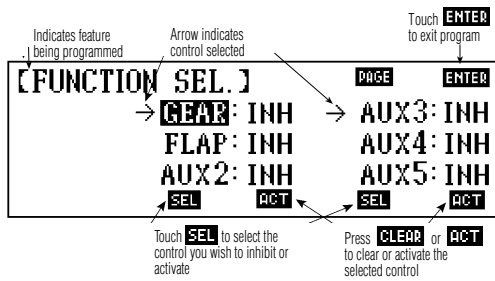 Indicates feature
being programmed
Arrow indicates
control selected
Touch ENTER
to exit program
[FUNCTION SEL.] PAGE ENTER
→ GEAR: INH → AUX3: INH
FLAP: INH AUX4: INH
AUX2: INH AUX5: INH
SEL ACT SEL ACT
Touch SEL to select the
control you wish to inhibit or
activate
Press CLEAR or ACT
to clear or activate the
selected control